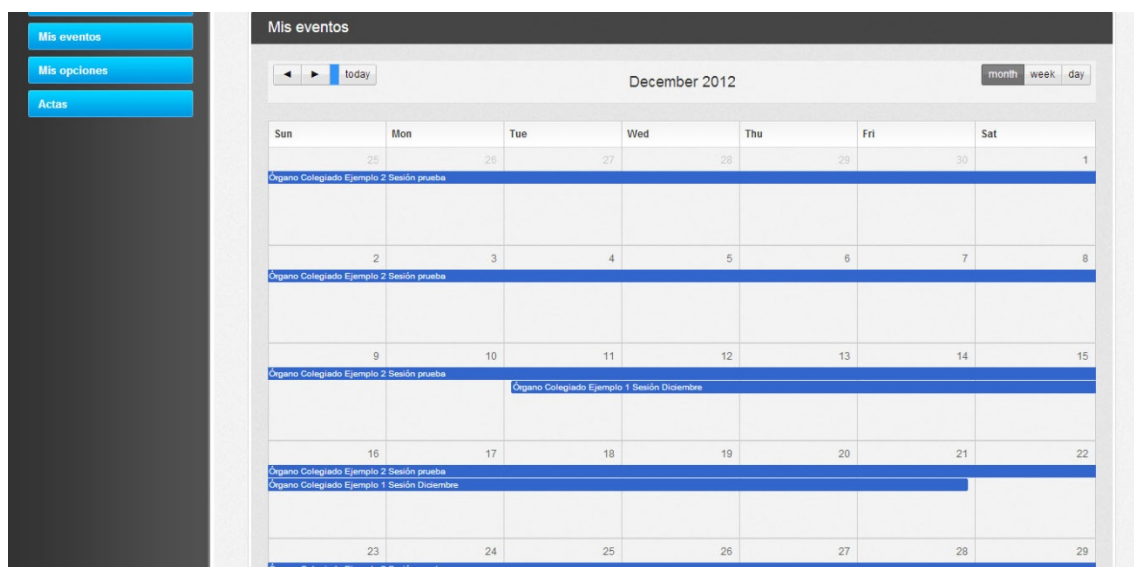 Mis eventos
Mis opciones
Actas
Mis eventos
today
December 2012
month week day
Sun Mon Tue Wed Thu Fri Sat
25 26 27 28 29 30 1
Órgano Colegiado Ejemplo 2 Sesión prueba
2 3 4 5 6 7 8
Órgano Colegiado Ejemplo 2 Sesión prueba
9 10 11 12 13 14 15
Órgano Colegiado Ejemplo 2 Sesión prueba
Órgano Colegiado Ejemplo 1 Sesión Diciembre
16 17 18 19 20 21 22
Órgano Colegiado Ejemplo 2 Sesión prueba
Órgano Colegiado Ejemplo 1 Sesión Diciembre
23 24 25 26 27 28 29